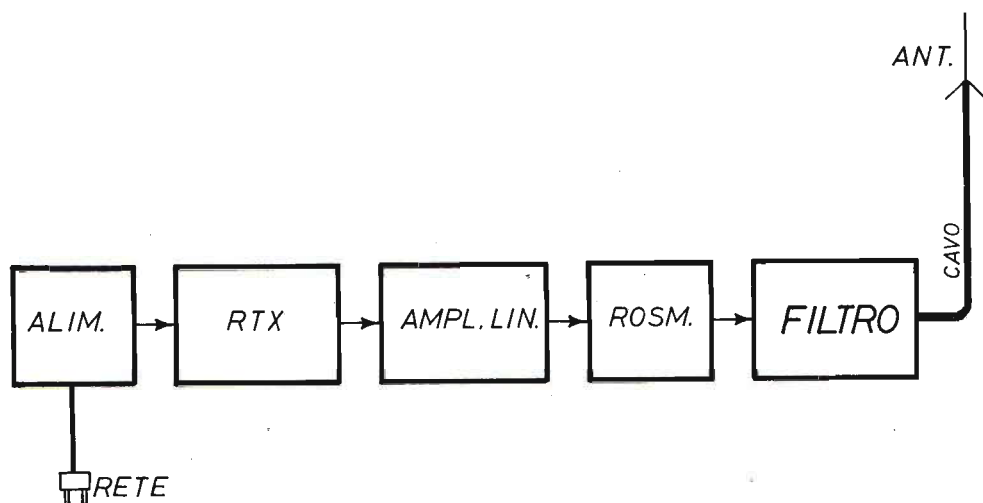 ANT.
CAVO
ALIM.
RTX
AMPL. LIN.
ROSM.
FILTRO
RETE